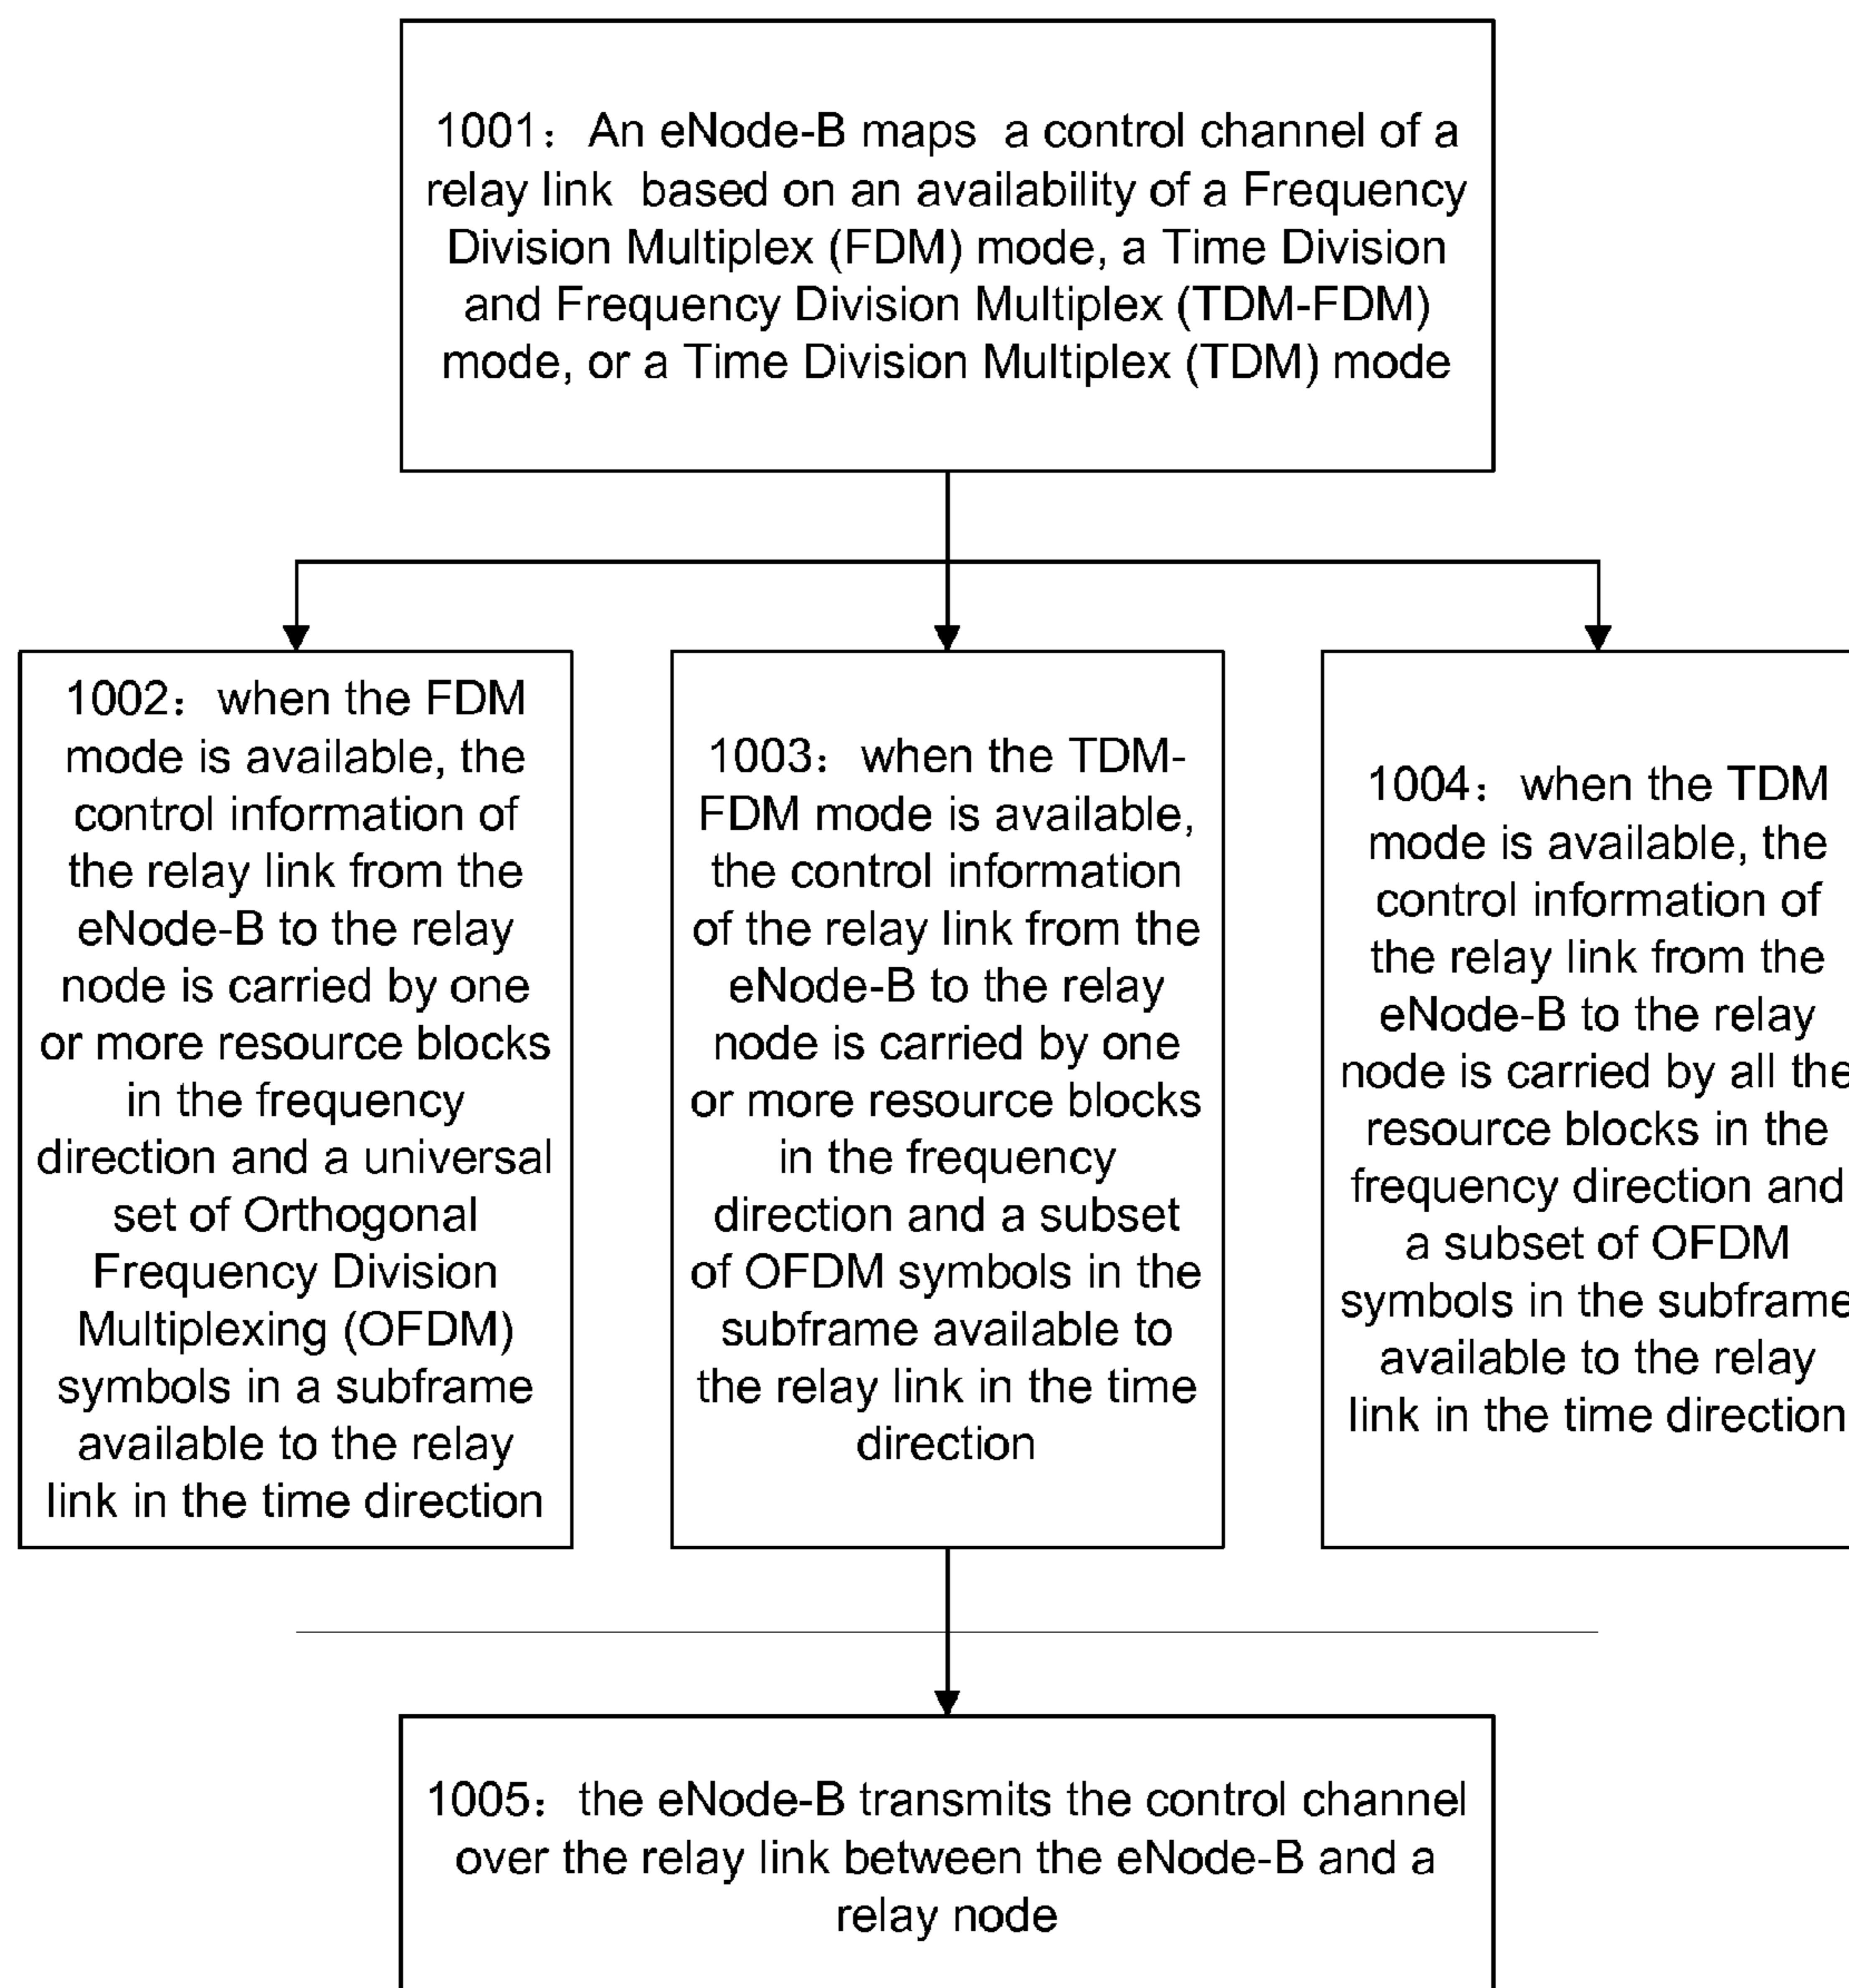 1001: An eNode-B maps a control channel of a
relay link based on an availability of a Frequency
Division Multiplex (FDM) mode, a Time Division
and Frequency Division Multiplex (TDM-FDM)
mode, or a Time Division Multiplex (TDM) mode
1002: when the FDM
mode is available, the
control information of
the relay link from the
eNode-B to the relay
node is carried by one
or more resource blocks
in the frequency
direction and a universal
set of Orthogonal
Frequency Division
Multiplexing (OFDM)
symbols in a subframe
available to the relay
link in the time direction
1003: when the TDM-
FDM mode is available,
the control information
of the relay link from the
eNode-B to the relay
node is carried by one
or more resource blocks
in the frequency
direction and a subset
of OFDM symbols in the
subframe available to
the relay link in the time
direction
1004: when the TDM
mode is available, the
control information of
the relay link from the
eNode-B to the relay
node is carried by all the
resource blocks in the
frequency direction and
a subset of OFDM
symbols in the subframe
available to the relay
link in the time direction
1005: the eNode-B transmits the control channel
over the relay link between the eNode-B and a
relay node